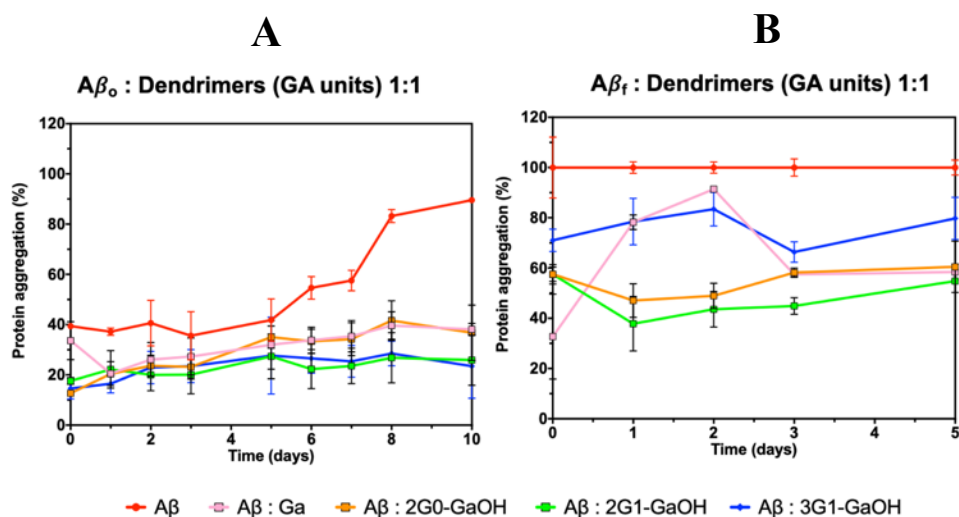 A
B
Aβo : Dendrimers (GA units) 1:1
Aβf : Dendrimers (GA units) 1:1
Protein aggregation (%)
120
100
80
60
40
20
0
0
2
4
6
8
10
Time (days)
Protein aggregation (%)
120
100
80
60
40
20
0
0
1
2
3
4
5
Time (days)
Aβ
Aβ : Ga
Aβ : 2G0-GaOH
Aβ : 2G1-GaOH
Aβ : 3G1-GaOH